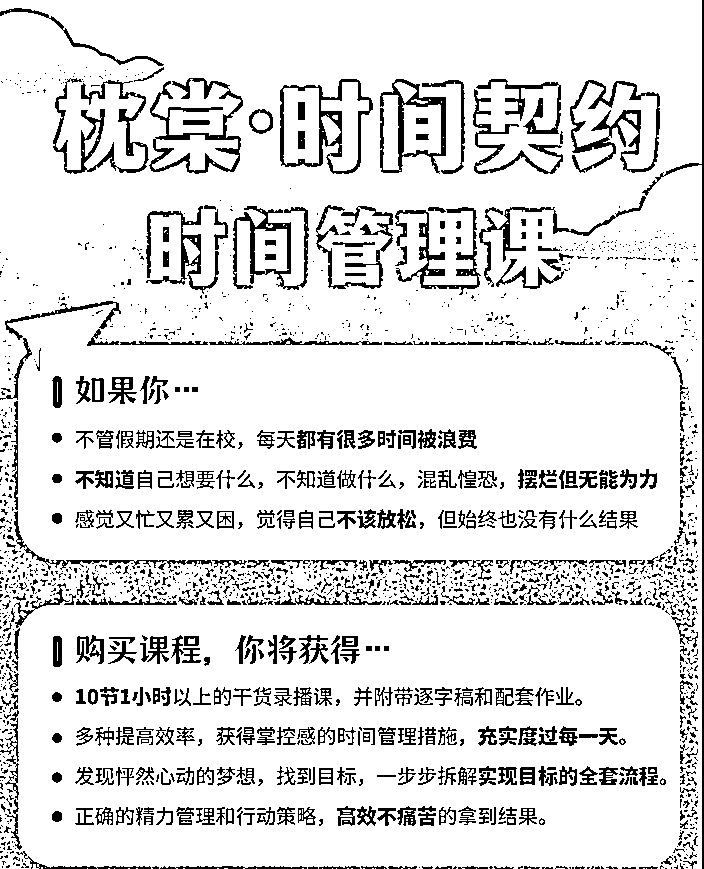 枕棠·时间契约
时间管理课
如果你…
不管假期还是在校，每天都有很多时间被浪费
不知道自己想要什么，不知道做什么，混乱惶恐，摆烂但无能为力
感觉又忙又累又困，觉得自己不该放松，但始终也没有什么结果
购买课程，你将获得…
10节1小时以上的干货录播课，并附带逐字稿和配套作业。
多种提高效率，获得掌控感的时间管理措施，充实度过每一天。
发现怦然心动的梦想，找到目标，一步步拆解实现目标的全套流程。
正确的精力管理和行动策略，高效不痛苦的拿到结果。